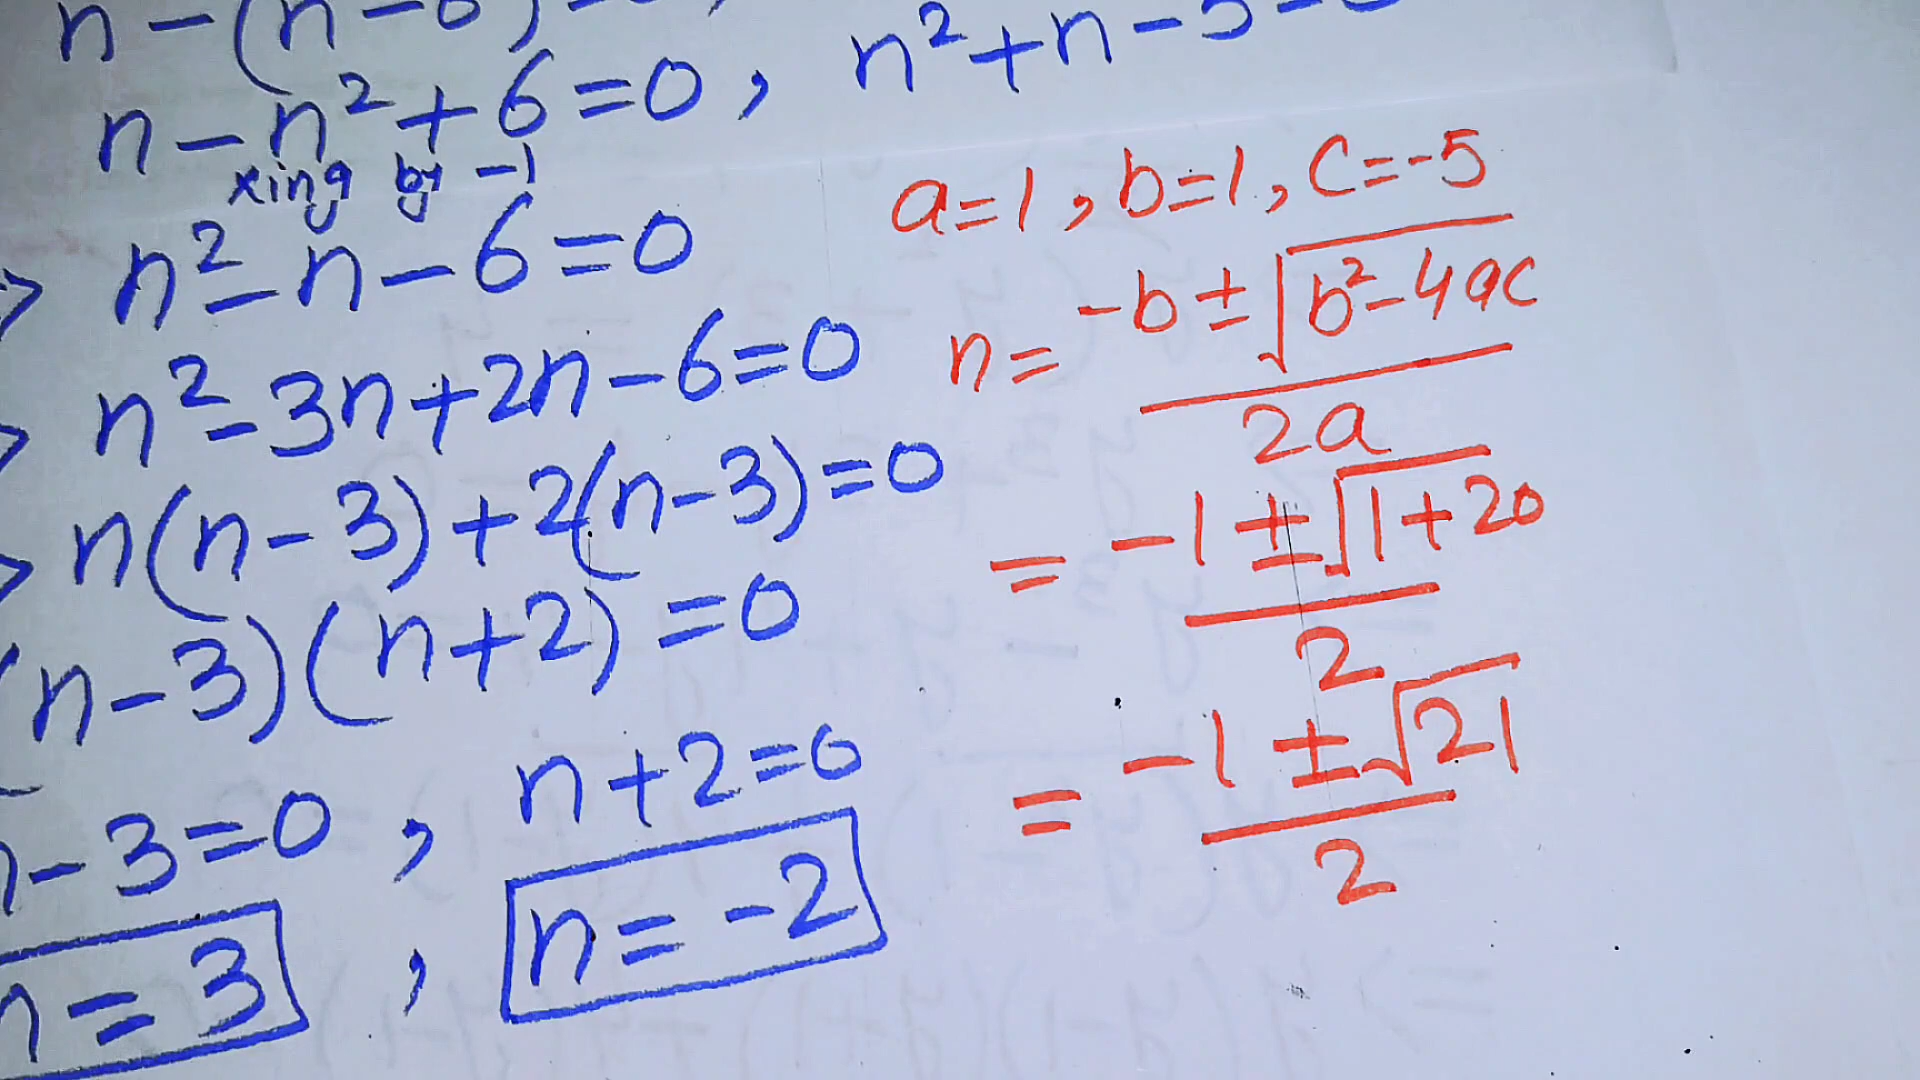 n - n² + 6 = 0 , n² + n - 5
xing by -1
n² - n - 6 = 0
n² - 3n + 2n - 6 = 0
n(n-3) + 2(n-3) = 0
(n-3)(n+2) = 0
n-3=0 , n+2=0
n = 3 , n = -2
a=1 , b=1 , c=-5
n = -b ± √b²-4ac
2a
= -1 ± √1+20
2
= -1 ± √21
2